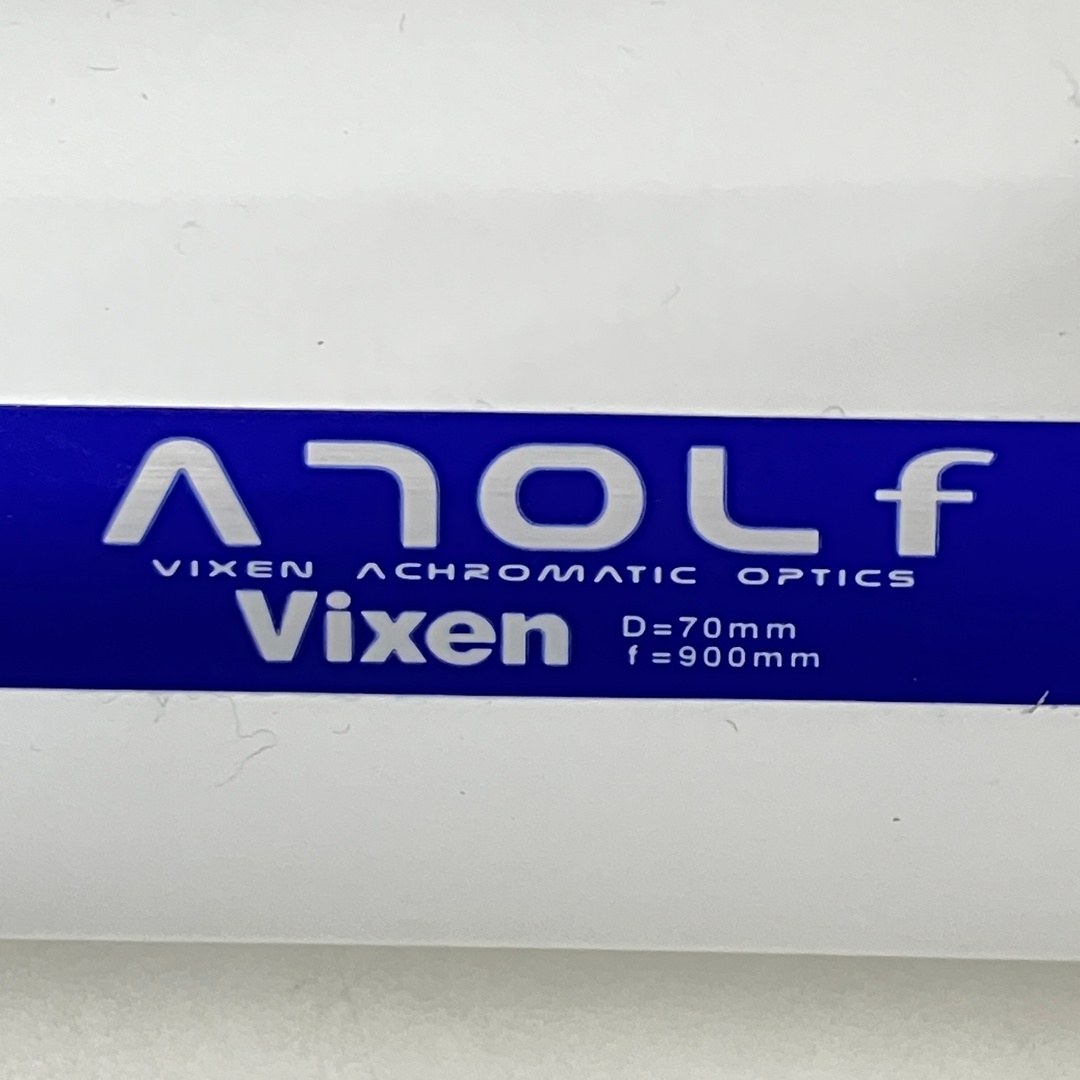 A70Lf
VIXEN ACHROMATIC OPTICS
Vixen
D=70mm
f=900mm